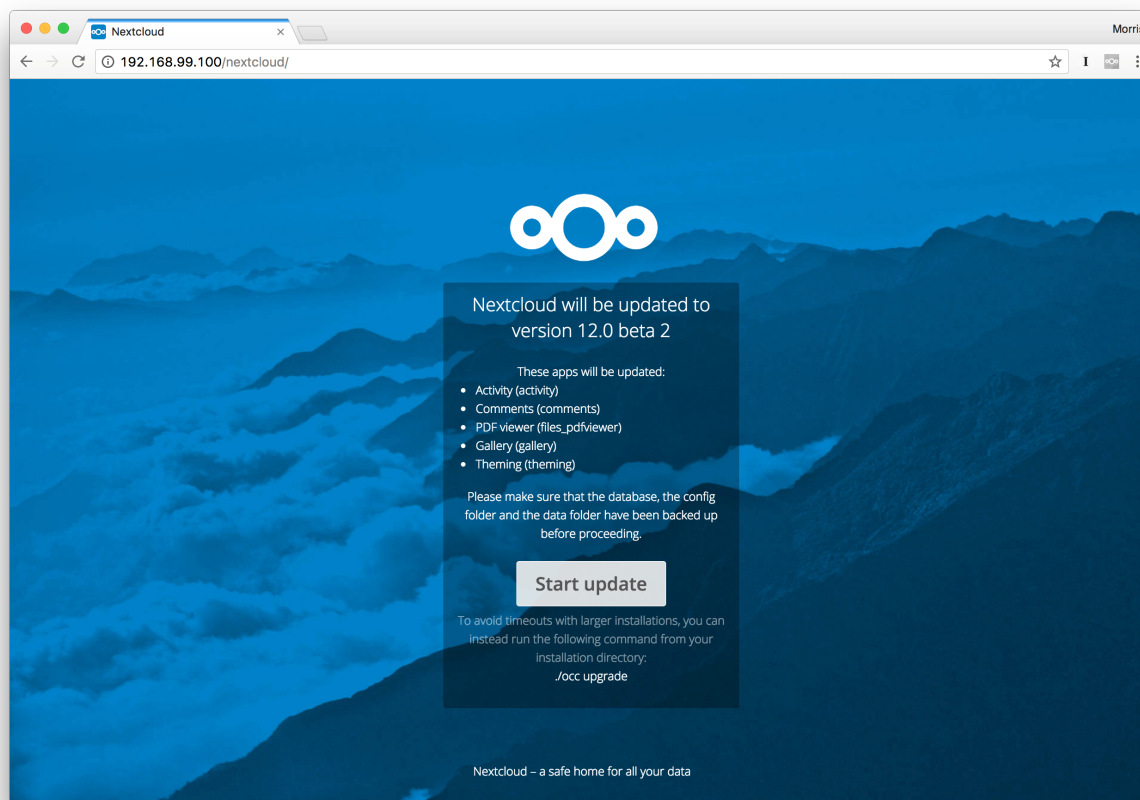 Nextcloud
Morris
192.168.99.100/nextcloud/
I
Nextcloud will be updated to
version 12.0 beta 2
These apps will be updated:
Activity (activity)
Comments (comments)
PDF viewer (files_pdfviewer)
Gallery (gallery)
Theming (theming)
Please make sure that the database, the config
folder and the data folder have been backed up
before proceeding.
Start update
To avoid timeouts with larger installations, you can
instead run the following command from your
installation directory:
./occ upgrade
Nextcloud – a safe home for all your data